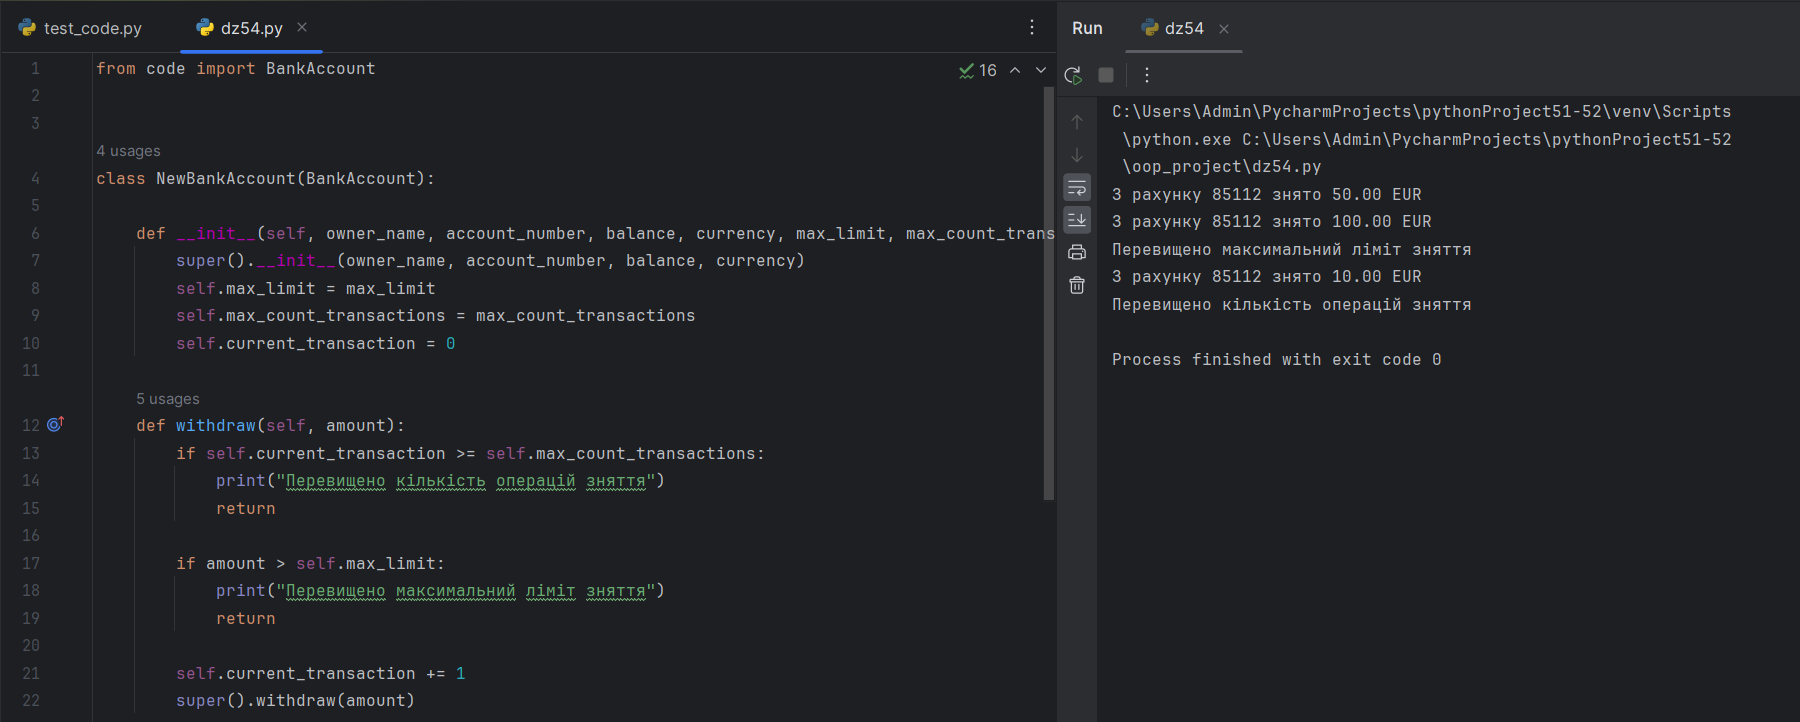 test_code.py
dz54.py
16
1 from code import BankAccount
2
3
4 usages
4 class NewBankAccount(BankAccount):
5
6 def __init__(self, owner_name, account_number, balance, currency, max_limit, max_count_trans
7 super().__init__(owner_name, account_number, balance, currency)
8 self.max_limit = max_limit
9 self.max_count_transactions = max_count_transactions
10 self.current_transaction = 0
11
5 usages
12 def withdraw(self, amount):
13 if self.current_transaction >= self.max_count_transactions:
14 print("Перевищено кількість операцій зняття")
15 return
16
17 if amount > self.max_limit:
18 print("Перевищено максимальний ліміт зняття")
19 return
20
21 self.current_transaction += 1
22 super().withdraw(amount)
Run
dz54
C:\Users\Admin\PycharmProjects\pythonProject51-52\venv\Scripts
\python.exe C:\Users\Admin\PycharmProjects\pythonProject51-52
\oop_project\dz54.py
З рахунку 85112 знято 50.00 EUR
З рахунку 85112 знято 100.00 EUR
Перевищено максимальний ліміт зняття
З рахунку 85112 знято 10.00 EUR
Перевищено кількість операцій зняття
Process finished with exit code 0